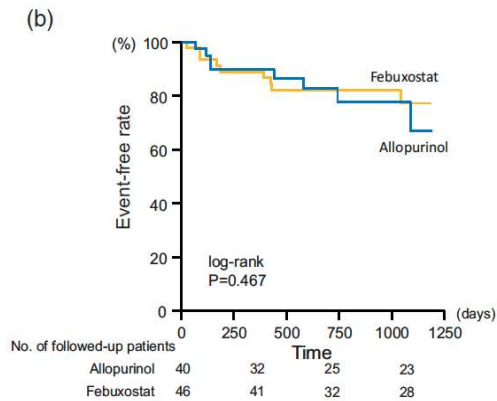 (b)
(%)
100
80
60
40
20
0
Event-free rate
Febuxostat
Allopurinol
log-rank
P=0.467
0 250 500 750 1000 1250 (days)
Time
No. of followed-up patients
Allopurinol 40 32 25 23
Febuxostat 46 41 32 28